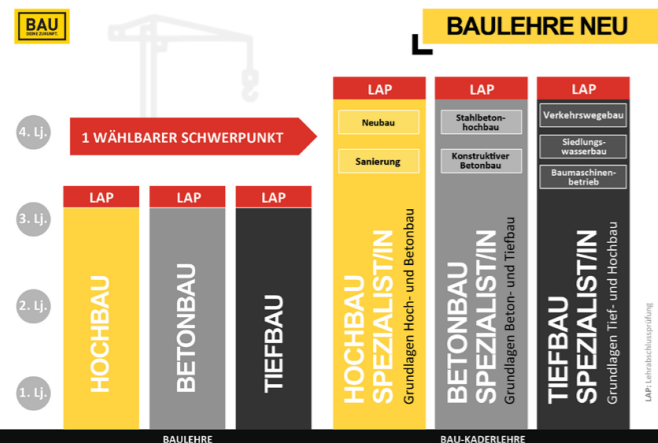 BAU
DEINE ZUKUNFT.
BAULEHRE NEU
4. Lj.
3. Lj.
2. Lj.
1. Lj.
1 WÄHLBARER SCHWERPUNKT
LAP
HOCHBAU
LAP
BETONBAU
LAP
TIEFBAU
LAP
Neubau
Sanierung
HOCHBAU
SPEZIALIST/IN
Grundlagen Hoch- und Betonbau
LAP
Stahlbeton-
hochbau
Konstruktiver
Betonbau
BETONBAU
SPEZIALIST/IN
Grundlagen Beton- und Tiefbau
LAP
Verkehrswegebau
Siedlungs-
wasserbau
Baumaschinen-
betrieb
TIEFBAU
SPEZIALIST/IN
Grundlagen Tief- und Hochbau
LAP: Lehrabschlussprüfung
BAULEHRE
BAU-KADERLEHRE